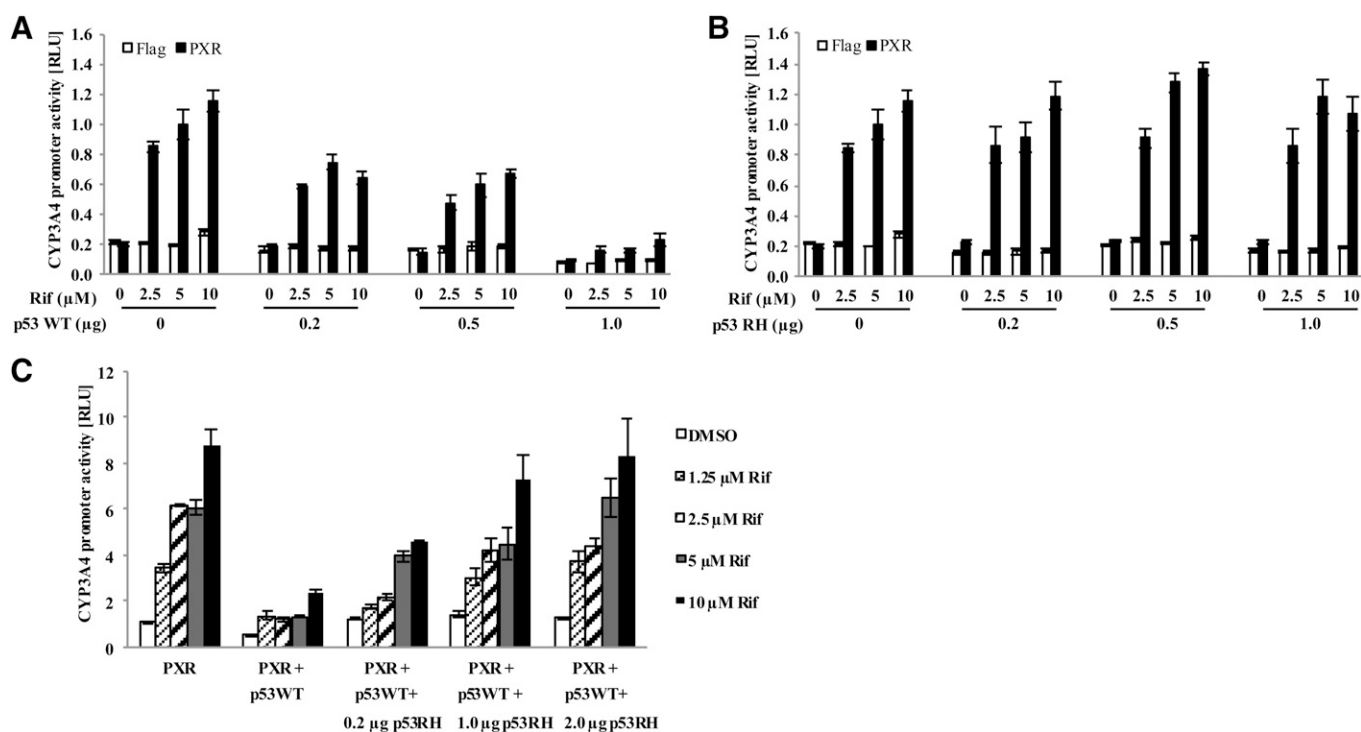 A
CYP3A4 promoter activity [RLU]
1.6
1.4
1.2
1.0
0.8
0.6
0.4
0.2
0.0
Flag PXR
Rif (µM) 0 2.5 5 10 0 2.5 5 10 0 2.5 5 10 0 2.5 5 10
p53 WT (µg) 0 0.2 0.5 1.0
B
CYP3A4 promoter activity [RLU]
1.6
1.4
1.2
1.0
0.8
0.6
0.4
0.2
0.0
Flag PXR
Rif (µM) 0 2.5 5 10 0 2.5 5 10 0 2.5 5 10 0 2.5 5 10
p53 RH (µg) 0 0.2 0.5 1.0
C
CYP3A4 promoter activity [RLU]
12
10
8
6
4
2
0
PXR
PXR +
p53WT
PXR +
p53WT+
0.2 µg p53RH
PXR +
p53WT +
1.0 µg p53RH
PXR +
p53WT+
2.0 µg p53RH
DMSO
1.25 µM Rif
2.5 µM Rif
5 µM Rif
10 µM Rif